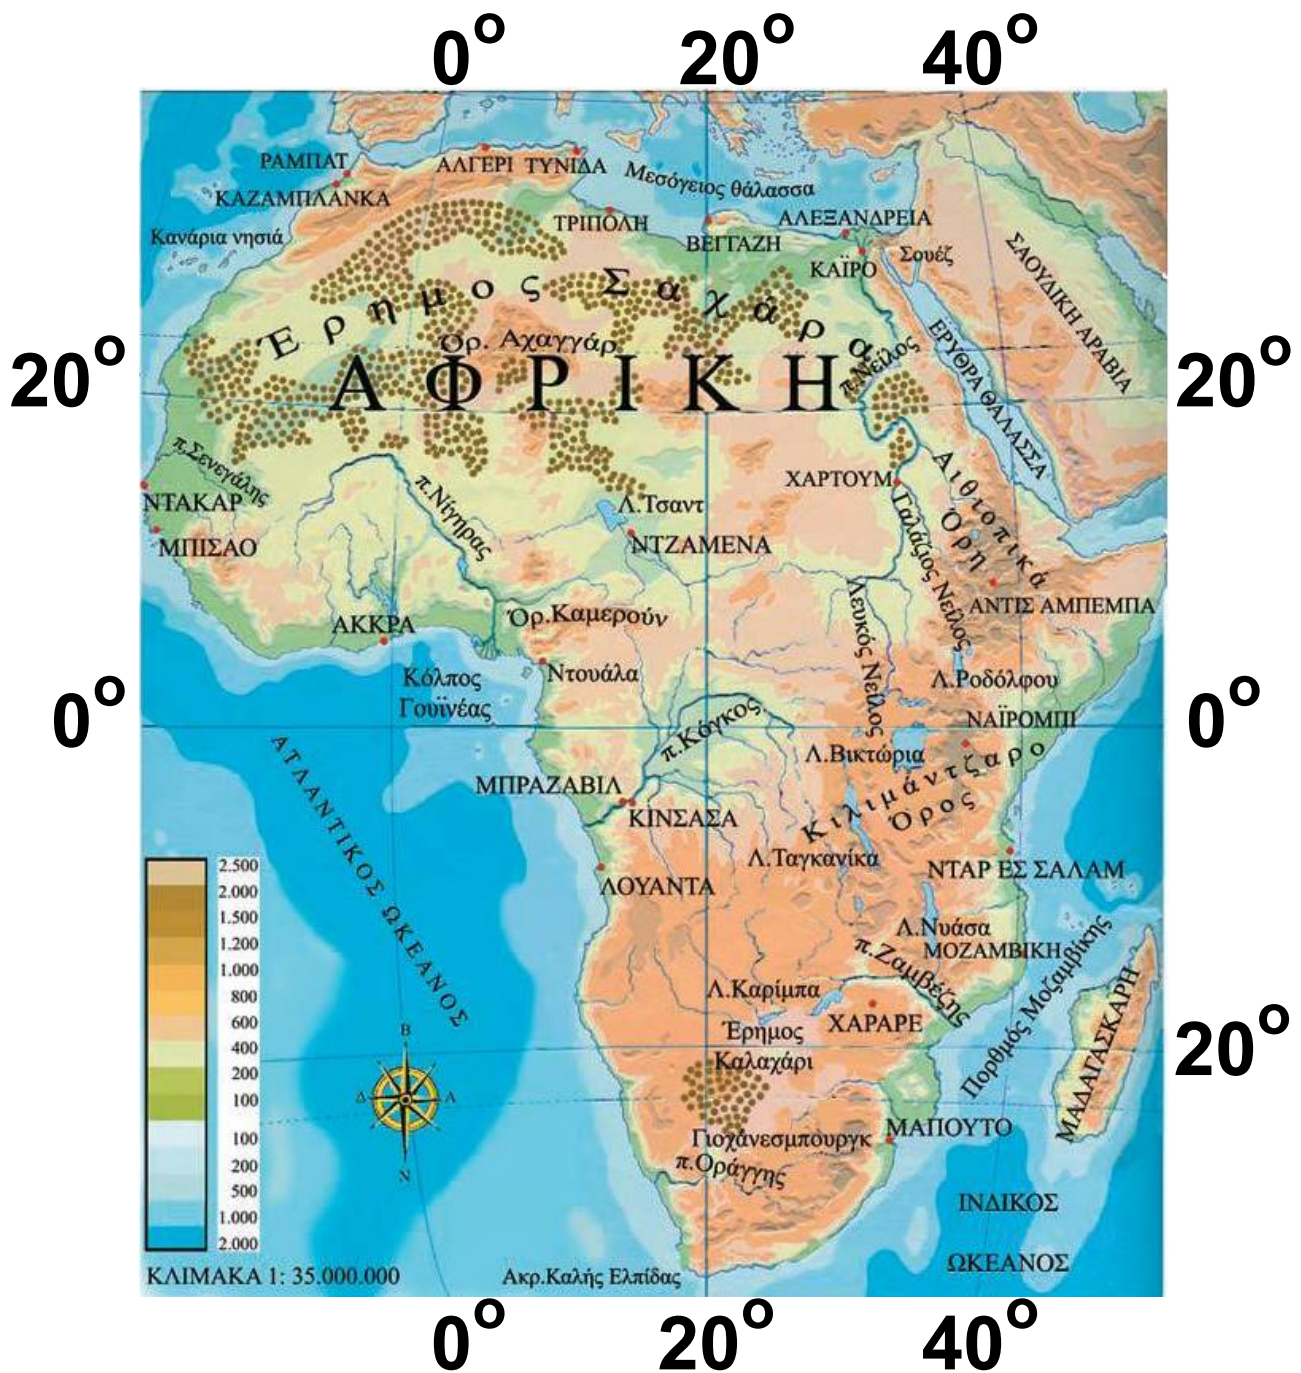 0°
20°
40°
ΡΑΜΠΑΤ
ΑΛΓΕΡΙ ΤΥΝΙΔΑ
ΚΑΖΑΜΠΛΑΝΚΑ
Μεσόγειος θάλασσα
Κανάρια νησιά
ΤΡΙΠΟΛΗ
ΒΕΓΓΑΖΗ
ΑΛΕΞΑΝΔΡΕΙΑ
ΚΑΪΡΟ
Σουέζ
ΣΑΟΥΔΙΚΗ ΑΡΑΒΙΑ
Έρημος Σαχάρα
ΕΡΥΘΡΑ ΘΑΛΑΣΣΑ
Όρ. Αχαγγάρ
20°
ΑΦΡΙΚΗ
π.Νείλος
20°
π.Σενεγάλης
π.Νίγηρας
ΝΤΑΚΑΡ
Λ.Τσαντ
ΧΑΡΤΟΥΜ
Αιθιοπικά
Όρη
ΜΠΙΣΑΟ
ΝΤΖΑΜΕΝΑ
Γαλάζιος Νείλος
Λευκός Νείλος
ΑΝΤΙΣ ΑΜΠΕΜΠΑ
ΑΚΚΡΑ
Όρ.Καμερούν
Κόλπος
Γουϊνέας
Ντουάλα
Λ.Ροδόλφου
0°
π.Κόγκος
ΝΑΪΡΟΜΠΙ
0°
Λ.Βικτώρια
ΑΤΛΑΝΤΙΚΟΣ ΩΚΕΑΝΟΣ
ΜΠΡΑΖΑΒΙΛ
ΚΙΝΣΑΣΑ
Κιλιμάντζαρο
Όρος
Λ.Ταγκανίκα
ΝΤΑΡ ΕΣ ΣΑΛΑΜ
ΛΟΥΑΝΤΑ
Λ.Νυάσα
ΜΟΖΑΜΒΙΚΗ
π.Ζαμβέζης
Πορθμός Μοζαμβίκης
Λ.Καρίμπα
ΧΑΡΑΡΕ
ΜΑΔΑΓΑΣΚΑΡΗ
Έρημος
Καλαχάρι
20°
ΜΑΠΟΥΤΟ
Γιοχάνεσμπουργκ
π.Οράγγης
ΙΝΔΙΚΟΣ
ΩΚΕΑΝΟΣ
Ακρ.Καλής Ελπίδας
Β
Δ
Α
Ν
2.500
2.000
1.500
1.200
1.000
800
600
400
200
100
100
200
500
1.000
2.000
ΚΛΙΜΑΚΑ 1: 35.000.000
0°
20°
40°